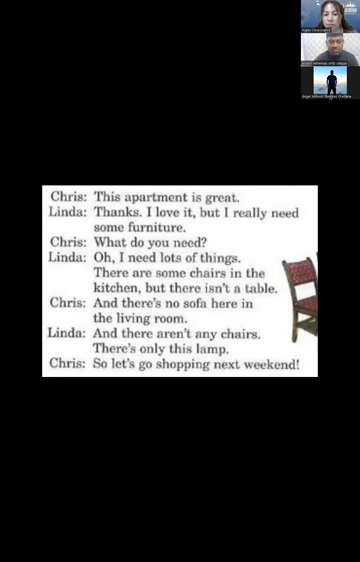 Chris: This apartment is great.
Linda: Thanks. I love it, but I really need
some furniture.
Chris: What do you need?
Linda: Oh, I need lots of things.
There are some chairs in the
kitchen, but there isn't a table.
Chris: And there's no sofa here in
the living room.
Linda: And there aren't any chairs.
There's only this lamp.
Chris: So let's go shopping next weekend!